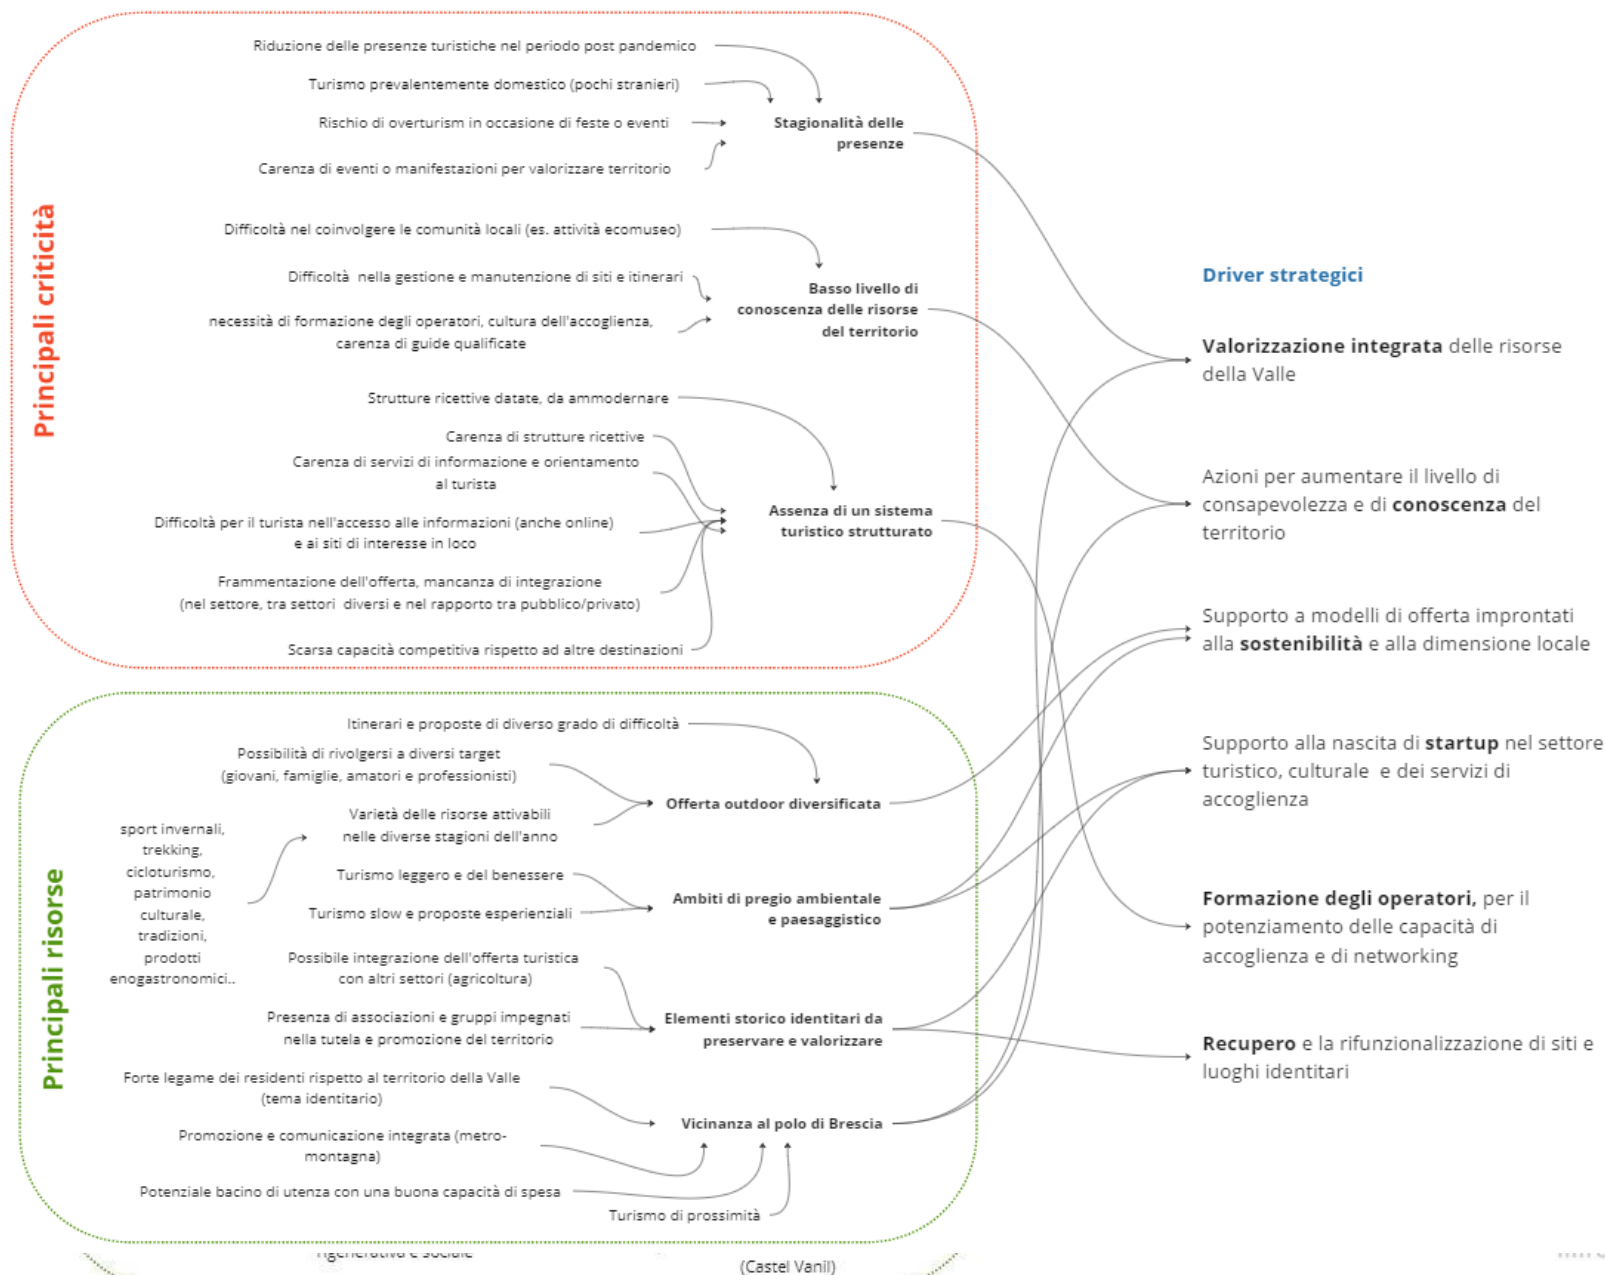 Principali criticità
Riduzione delle presenze turistiche nel periodo post pandemico
Turismo prevalentemente domestico (pochi stranieri)
Rischio di overturism in occasione di feste o eventi
Carenza di eventi o manifestazioni per valorizzare territorio
Stagionalità delle
presenze
Difficoltà nel coinvolgere le comunità locali (es. attività ecomuseo)
Difficoltà nella gestione e manutenzione di siti e itinerari
necessità di formazione degli operatori, cultura dell'accoglienza,
carenza di guide qualificate
Basso livello di
conoscenza delle risorse
del territorio
Strutture ricettive datate, da ammodernare
Carenza di strutture ricettive
Carenza di servizi di informazione e orientamento
al turista
Difficoltà per il turista nell'accesso alle informazioni (anche online)
e ai siti di interesse in loco
Frammentazione dell'offerta, mancanza di integrazione
(nel settore, tra settori diversi e nel rapporto tra pubblico/privato)
Scarsa capacità competitiva rispetto ad altre destinazioni
Assenza di un sistema
turistico strutturato
Principali risorse
Itinerari e proposte di diverso grado di difficoltà
Possibilità di rivolgersi a diversi target
(giovani, famiglie, amatori e professionisti)
sport invernali,
trekking,
cicloturismo,
patrimonio
culturale,
tradizioni,
prodotti
enogastronomici..
Varietà delle risorse attivabili
nelle diverse stagioni dell'anno
Offerta outdoor diversificata
Turismo leggero e del benessere
Turismo slow e proposte esperienziali
Ambiti di pregio ambientale
e paesaggistico
Possibile integrazione dell'offerta turistica
con altri settori (agricoltura)
Presenza di associazioni e gruppi impegnati
nella tutela e promozione del territorio
Elementi storico identitari da
preservare e valorizzare
Forte legame dei residenti rispetto al territorio della Valle
(tema identitario)
Promozione e comunicazione integrata (metro-
montagna)
Potenziale bacino di utenza con una buona capacità di spesa
Turismo di prossimità
Vicinanza al polo di Brescia
Driver strategici
Valorizzazione integrata delle risorse
della Valle
Azioni per aumentare il livello di
consapevolezza e di conoscenza del
territorio
Supporto a modelli di offerta improntati
alla sostenibilità e alla dimensione locale
Supporto alla nascita di startup nel settore
turistico, culturale e dei servizi di
accoglienza
Formazione degli operatori, per il
potenziamento delle capacità di
accoglienza e di networking
Recupero e la rifunzionalizzazione di siti e
luoghi identitari
rigenerativa e sociale
(Castel Vanil)